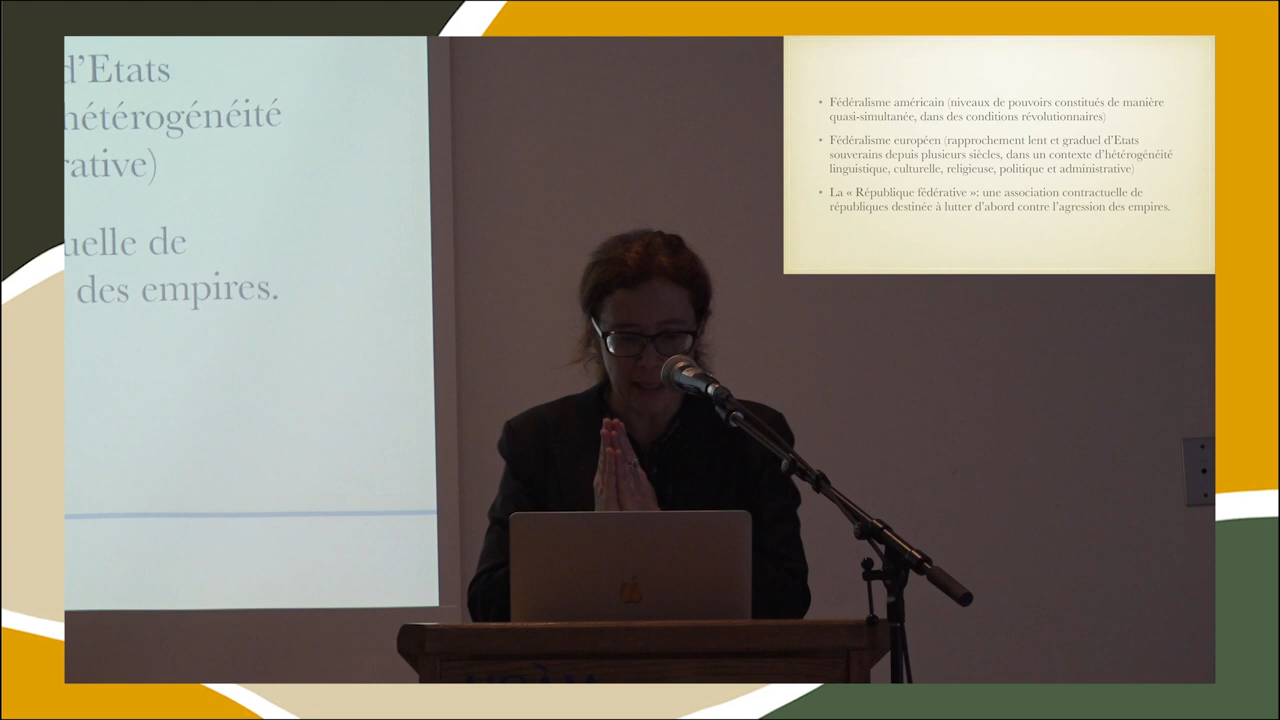 d'Etats
hétérogénéité
rative)
uelle de
des empires.
• Fédéralisme américain (niveaux de pouvoirs constitués de manière
quasi-simultanée, dans des conditions révolutionnaires)
• Fédéralisme européen (rapprochement lent et graduel d'Etats
souverains depuis plusieurs siècles, dans un contexte d'hétérogénéité
linguistique, culturelle, religieuse, politique et administrative)
• La « République fédérative »: une association contractuelle de
républiques destinée à lutter d'abord contre l'agression des empires.